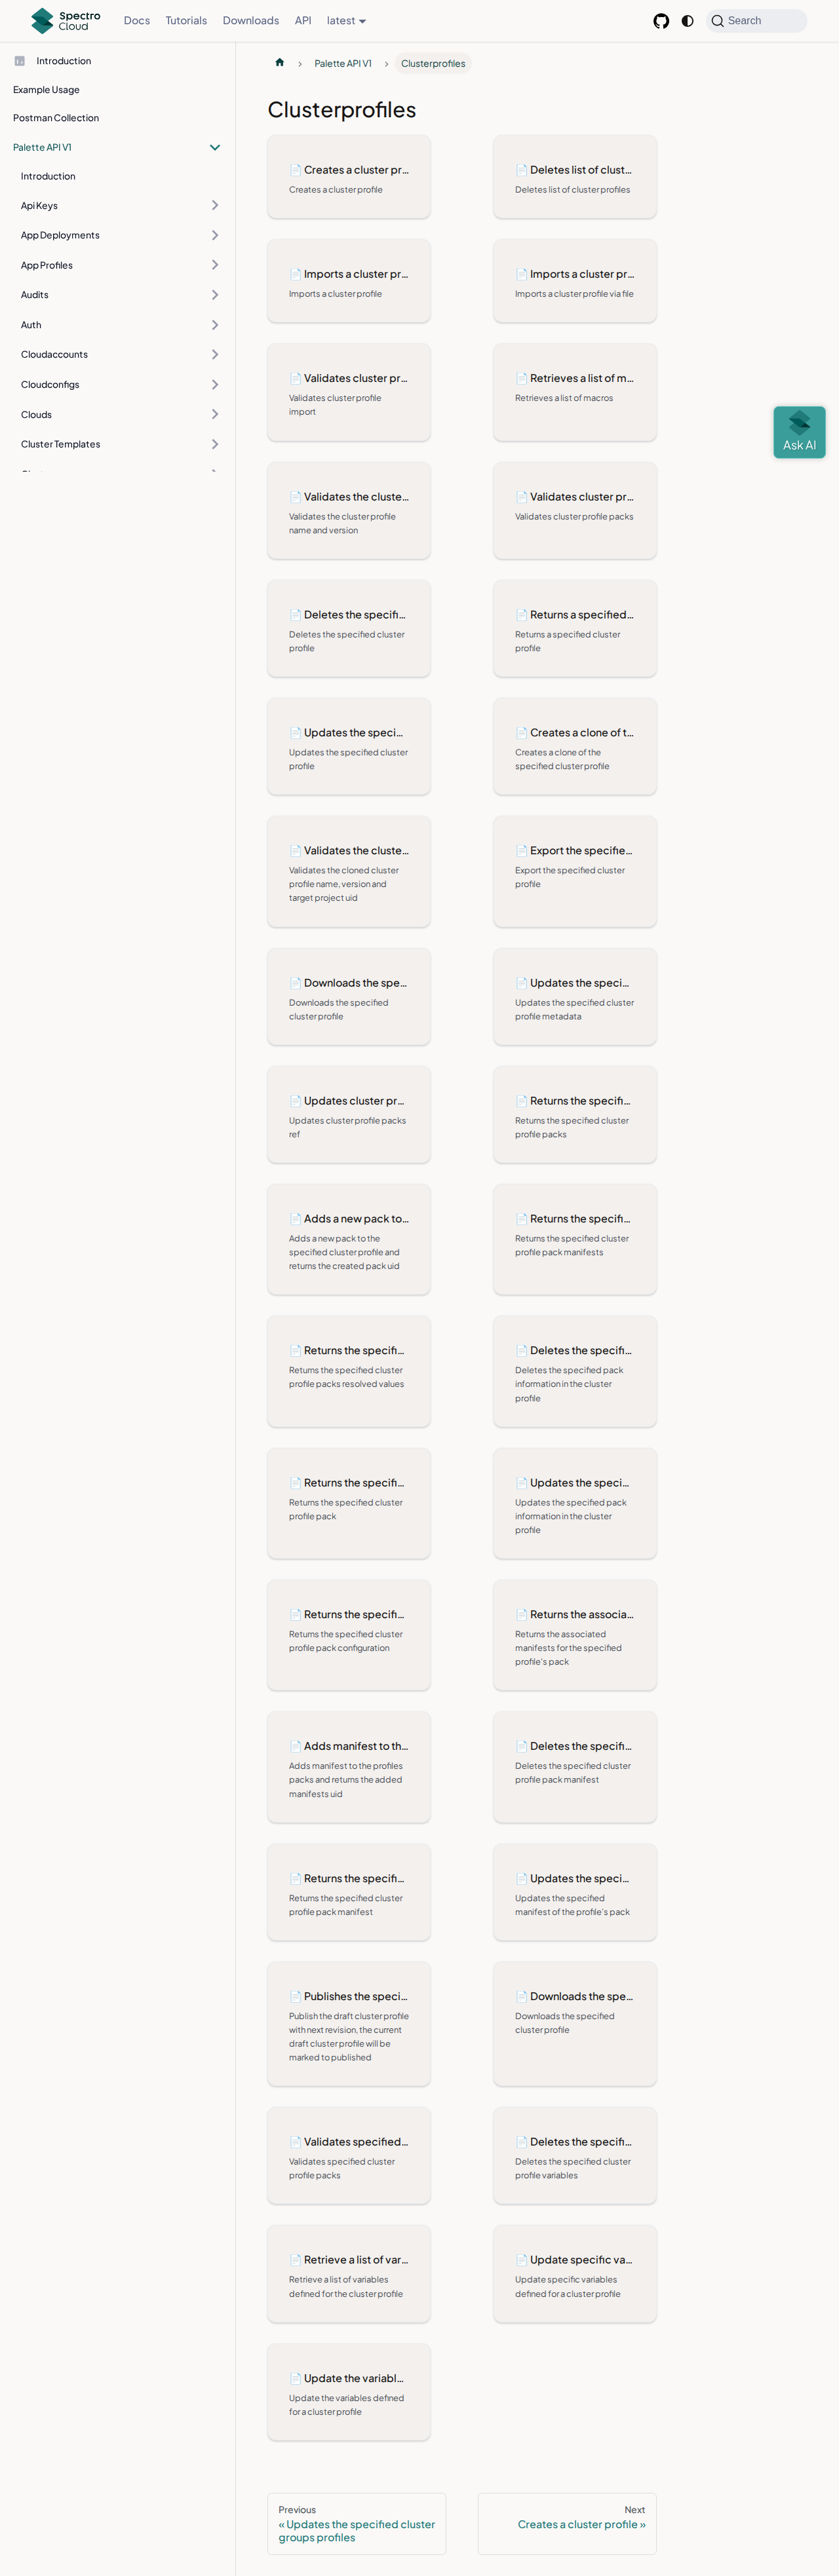 Spectro
Cloud
Docs
Tutorials
Downloads
API
latest
Search
Introduction
Example Usage
Postman Collection
Palette API V1
Introduction
Api Keys
App Deployments
App Profiles
Audits
Auth
Cloudaccounts
Cloudconfigs
Clouds
Cluster Templates
Palette API V1
Clusterprofiles
Clusterprofiles
Creates a cluster pr...
Creates a cluster profile
Deletes list of clust...
Deletes list of cluster profiles
Imports a cluster pr...
Imports a cluster profile
Imports a cluster pr...
Imports a cluster profile via file
Validates cluster pr...
Validates cluster profile
import
Retrieves a list of m...
Retrieves a list of macros
Validates the cluste...
Validates the cluster profile
name and version
Validates cluster pr...
Validates cluster profile packs
Deletes the specifi...
Deletes the specified cluster
profile
Returns a specified...
Returns a specified cluster
profile
Updates the speci...
Updates the specified cluster
profile
Creates a clone of t...
Creates a clone of the
specified cluster profile
Validates the cluste...
Validates the cloned cluster
profile name, version and
target project uid
Export the specifie...
Export the specified cluster
profile
Downloads the spe...
Downloads the specified
cluster profile
Updates the speci...
Updates the specified cluster
profile metadata
Updates cluster pr...
Updates cluster profile packs
ref
Returns the specifi...
Returns the specified cluster
profile packs
Adds a new pack to...
Adds a new pack to the
specified cluster profile and
returns the created pack uid
Returns the specifi...
Returns the specified cluster
profile pack manifests
Returns the specifi...
Returns the specified cluster
profile packs resolved values
Deletes the specifi...
Deletes the specified pack
information in the cluster
profile
Returns the specifi...
Returns the specified cluster
profile pack
Updates the speci...
Updates the specified pack
information in the cluster
profile
Returns the specifi...
Returns the specified cluster
profile pack configuration
Returns the associa...
Returns the associated
manifests for the specified
profile's pack
Adds manifest to th...
Adds manifest to the profiles
packs and returns the added
manifests uid
Deletes the specifi...
Deletes the specified cluster
profile pack manifest
Returns the specifi...
Returns the specified cluster
profile pack manifest
Updates the speci...
Updates the specified
manifest of the profile's pack
Publishes the speci...
Publish the draft cluster profile
with next revision, the current
draft cluster profile will be
marked to published
Downloads the spe...
Downloads the specified
cluster profile
Validates specified...
Validates specified cluster
profile packs
Deletes the specifi...
Deletes the specified cluster
profile variables
Retrieve a list of var...
Retrieve a list of variables
defined for the cluster profile
Update specific va...
Update specific variables
defined for a cluster profile
Update the variabl...
Update the variables defined
for a cluster profile
Previous
« Updates the specified cluster
groups profiles
Next
Creates a cluster profile »
Ask AI